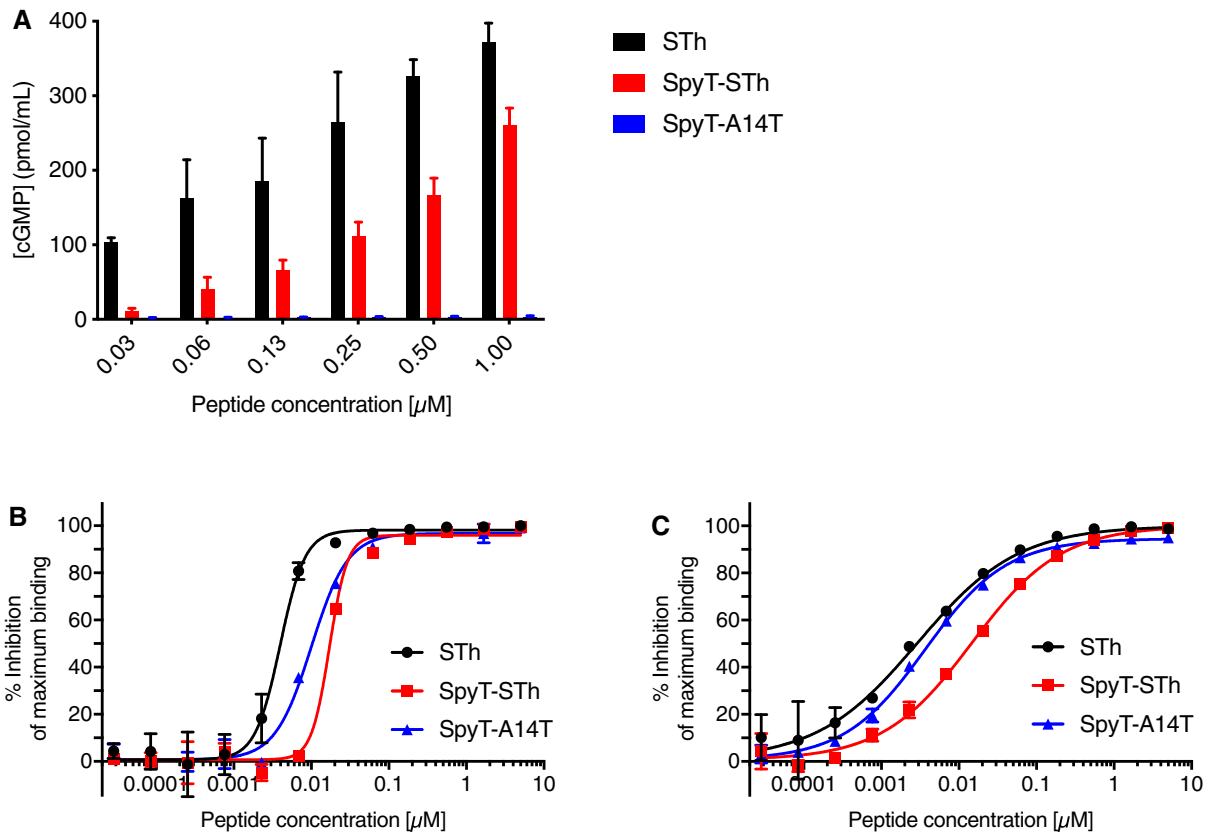 A
400
300
200
100
0
[cGMP] (pmol/mL)
0.03
0.06
0.13
0.25
0.50
1.00
Peptide concentration [µM]
STh
SpyT-STh
SpyT-A14T
B
100
80
60
40
20
0
% Inhibition
of maximum binding
0.0001
0.001
0.01
0.1
1
10
Peptide concentration [µM]
STh
SpyT-STh
SpyT-A14T
C
100
80
60
40
20
0
% Inhibition
of maximum binding
0.0001
0.001
0.01
0.1
1
10
Peptide concentration [µM]
STh
SpyT-STh
SpyT-A14T